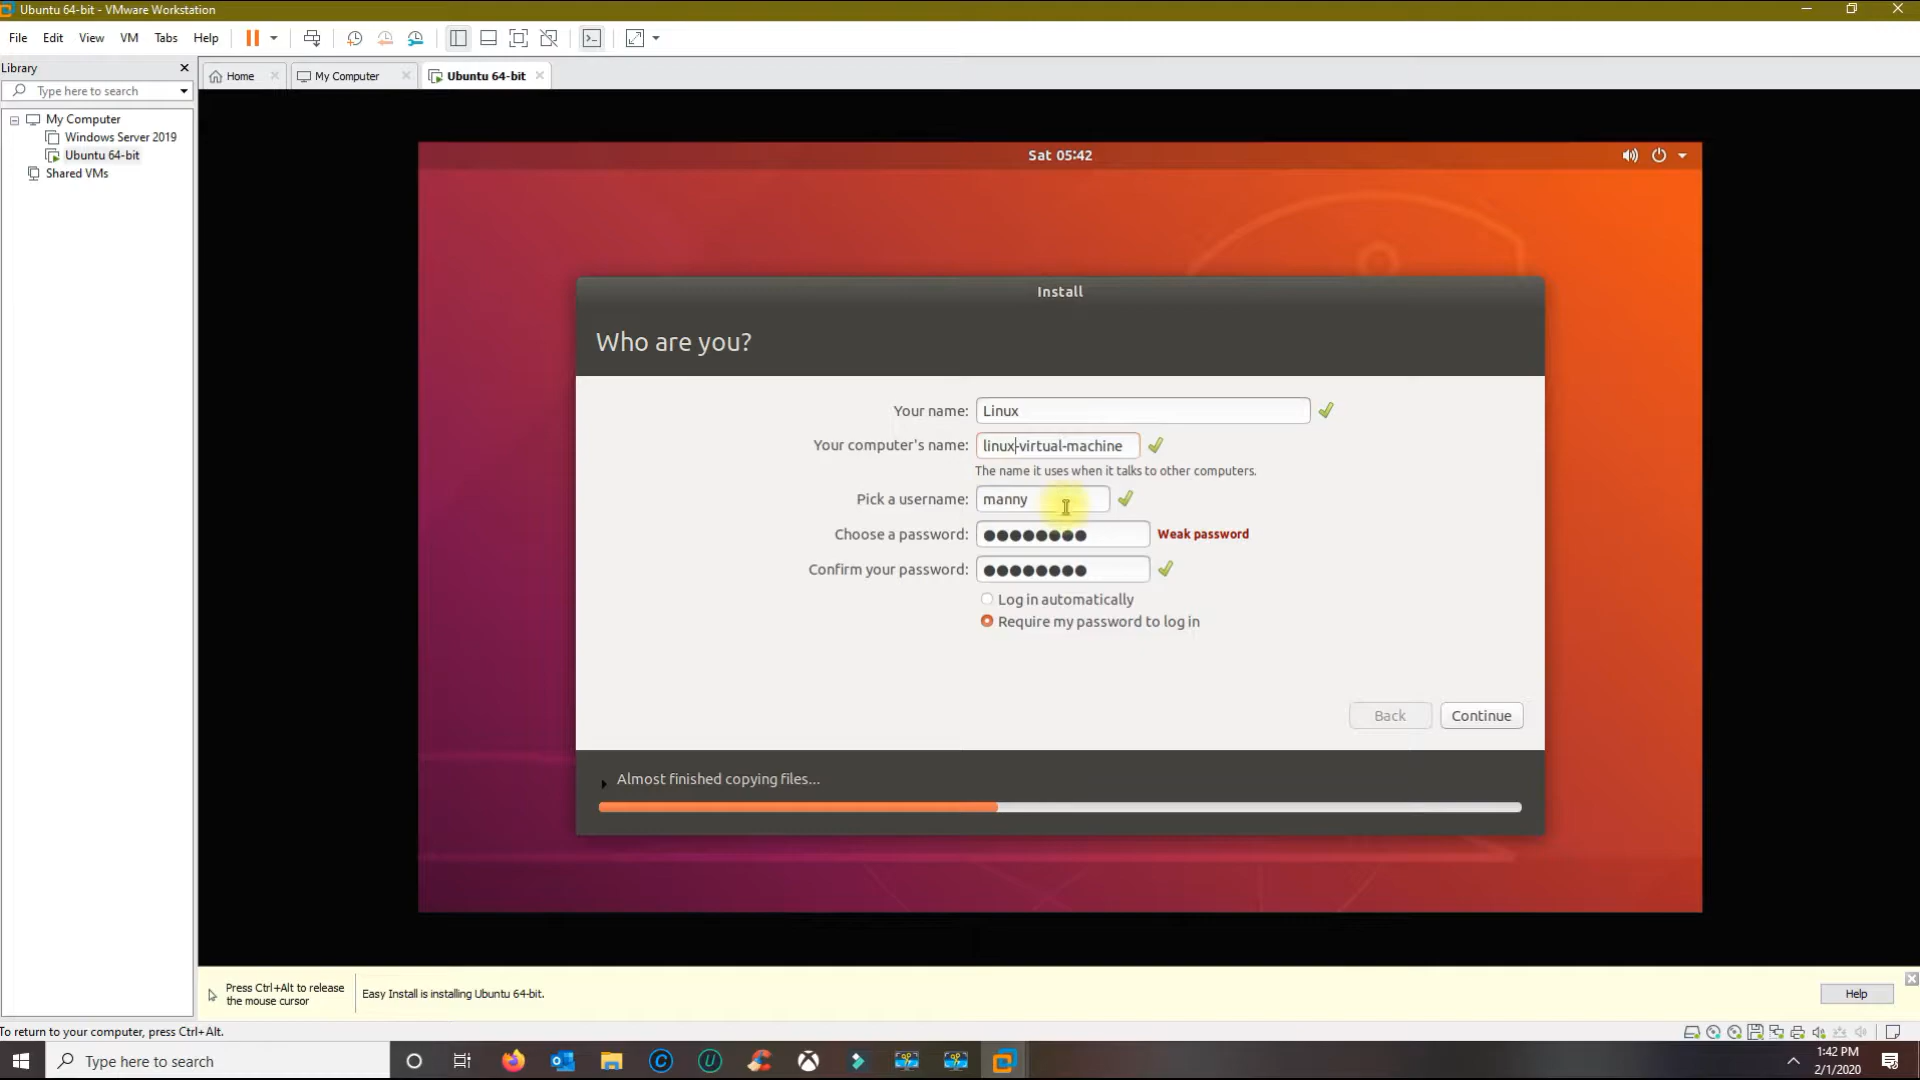 Ubuntu 64-bit - VMware Workstation
File Edit View VM Tabs Help
Library
Type here to search
Home
My Computer
Ubuntu 64-bit
My Computer
Windows Server 2019
Ubuntu 64-bit
Shared VMs
Sat 05:42
Install
Who are you?
Your name: Linux
Your computer's name: linux-virtual-machine
The name it uses when it talks to other computers.
Pick a username: manny
Choose a password: ●●●●●●●● Weak password
Confirm your password: ●●●●●●●●
Log in automatically
Require my password to log in
Back Continue
Almost finished copying files...
Press Ctrl+Alt to release
the mouse cursor
Easy Install is installing Ubuntu 64-bit.
Help
To return to your computer, press Ctrl+Alt.
Type here to search
1:42 PM
2/1/2020